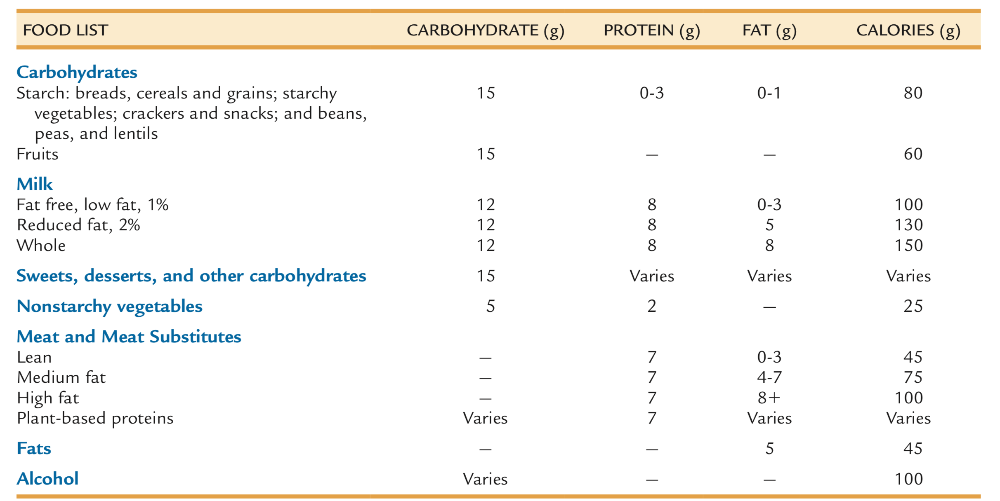 FOOD LIST CARBOHYDRATE (g) PROTEIN (g) FAT (g) CALORIES (g)
Carbohydrates
Starch: breads, cereals and grains; starchy 15 0-3 0-1 80
vegetables; crackers and snacks; and beans,
peas, and lentils
Fruits 15 — — 60
Milk
Fat free, low fat, 1% 12 8 0-3 100
Reduced fat, 2% 12 8 5 130
Whole 12 8 8 150
Sweets, desserts, and other carbohydrates 15 Varies Varies Varies
Nonstarchy vegetables 5 2 — 25
Meat and Meat Substitutes
Lean — 7 0-3 45
Medium fat — 7 4-7 75
High fat — 7 8+ 100
Plant-based proteins Varies 7 Varies Varies
Fats — — 5 45
Alcohol Varies — — 100